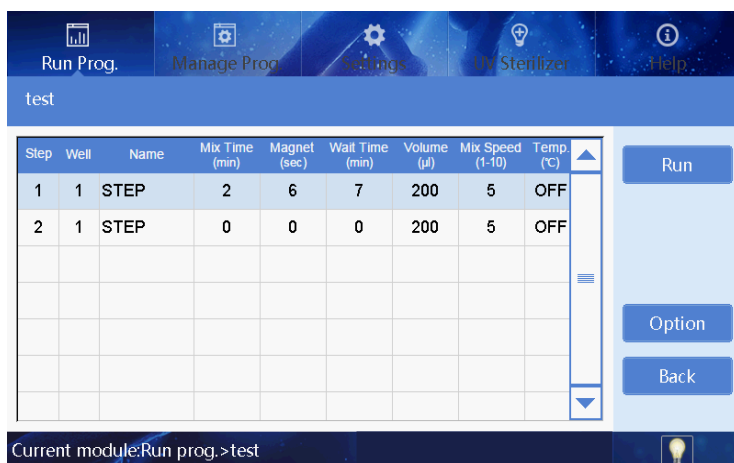 Run Prog. Manage Prog. Settings UV Sterilizer Help
test
Step Well Name Mix Time (min) Magnet (sec) Wait Time (min) Volume (μl) Mix Speed (1-10) Temp. (℃)
1 1 STEP 2 6 7 200 5 OFF
2 1 STEP 0 0 0 200 5 OFF
Run
Option
Back
Current module:Run prog.>test